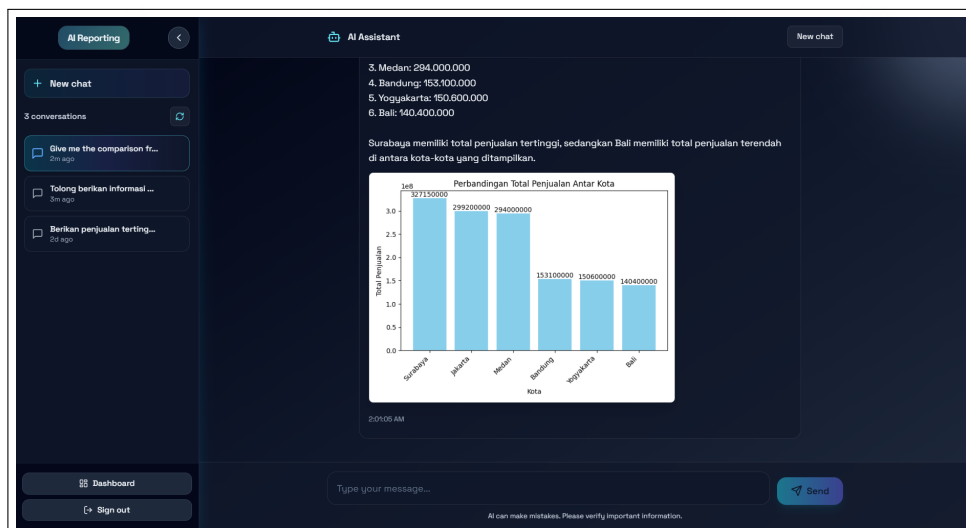 AI Reporting
New chat
3 conversations
Give me the comparison fr...
2m ago
Tolong berikan informasi ...
3m ago
Berikan penjualan terting...
2d ago
Dashboard
Sign out
AI Assistant
New chat
3. Medan: 294.000.000
4. Bandung: 153.100.000
5. Yogyakarta: 150.600.000
6. Bali: 140.400.000
Surabaya memiliki total penjualan tertinggi, sedangkan Bali memiliki total penjualan terendah
di antara kota-kota yang ditampilkan.
Perbandingan Total Penjualan Antar Kota
1e8
327150000
299200000
294000000
153100000
150600000
140400000
Total Penjualan
3.0
2.5
2.0
1.5
1.0
0.5
0.0
Surabaya
Jakarta
Medan
Bandung
Yogyakarta
Bali
Kota
2:01:05 AM
Type your message...
Send
AI can make mistakes. Please verify important information.